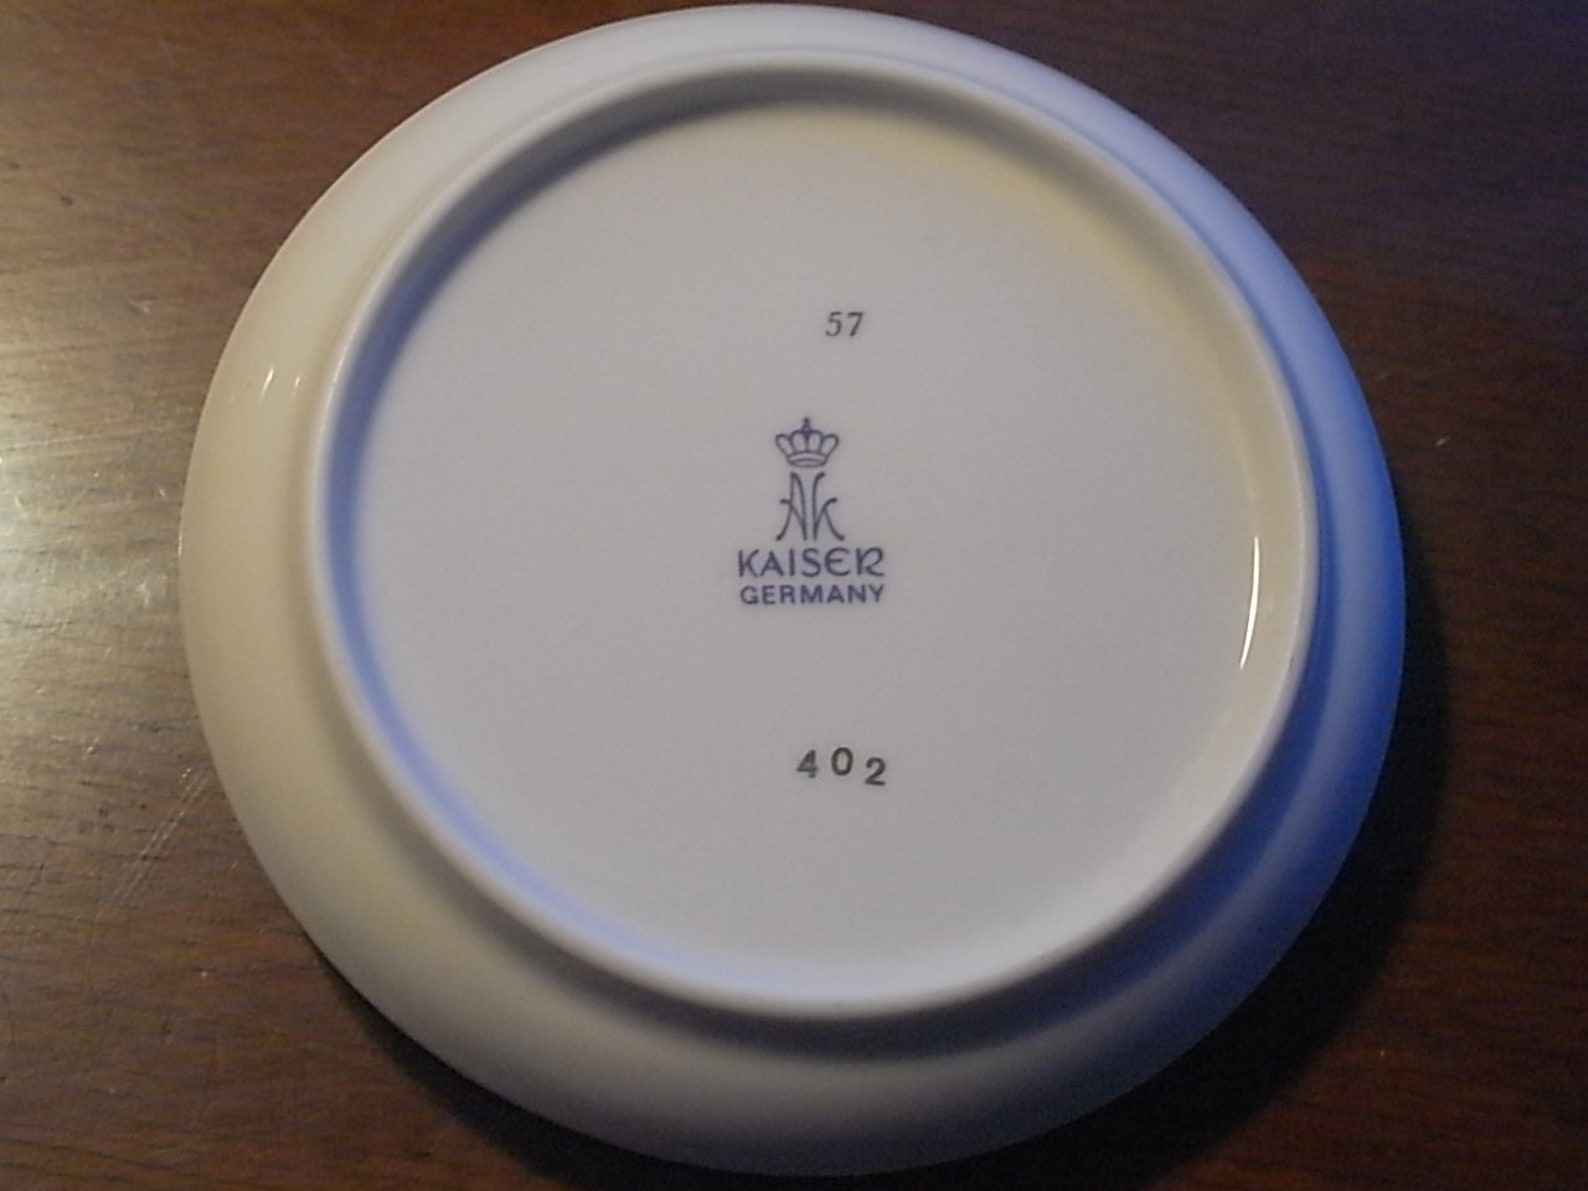 57
AK
KAISER
GERMANY
402